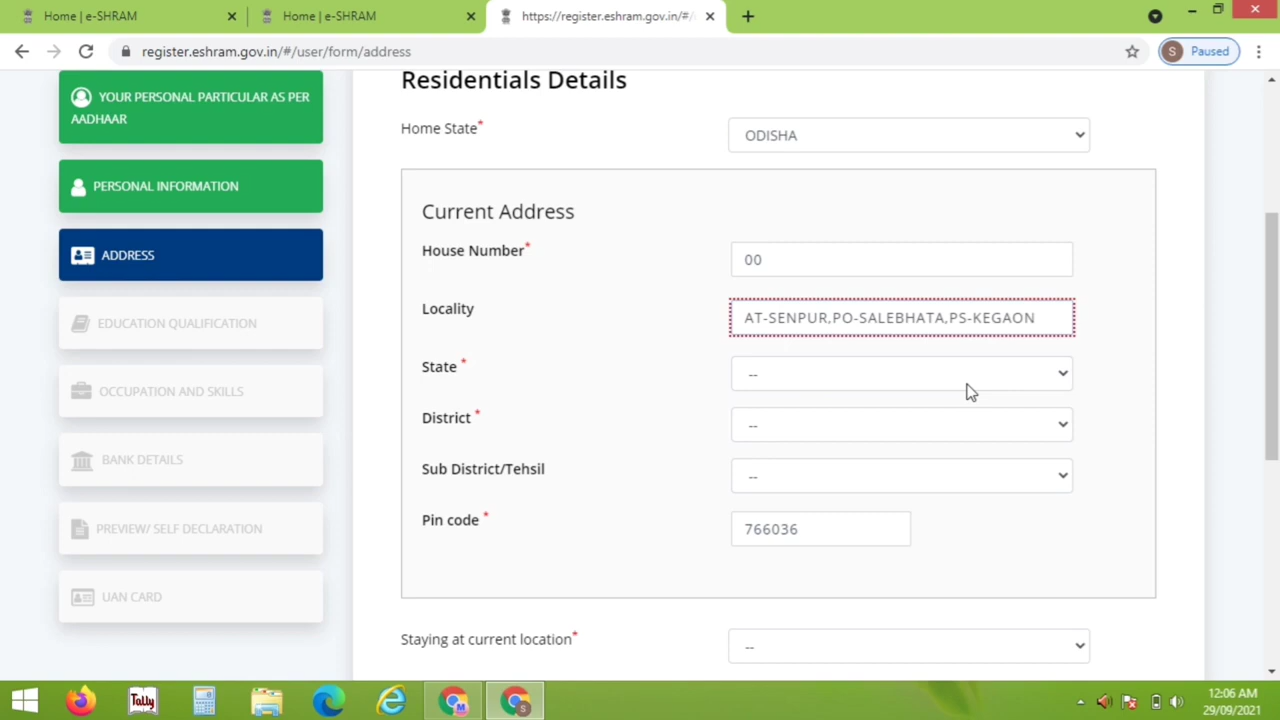 Home | e-SHRAM
Home | e-SHRAM
https://register.eshram.gov.in/#/
register.eshram.gov.in/#/user/form/address
S Paused
YOUR PERSONAL PARTICULAR AS PER
AADHAAR
PERSONAL INFORMATION
ADDRESS
EDUCATION QUALIFICATION
OCCUPATION AND SKILLS
BANK DETAILS
PREVIEW/ SELF DECLARATION
UAN CARD
Residentials Details
Home State* ODISHA
Current Address
House Number* 00
Locality AT-SENPUR,PO-SALEBHATA,PS-KEGAON
State * --
District * --
Sub District/Tehsil --
Pin code * 766036
Staying at current location* --
Tally
M
S
12:06 AM
29/09/2021